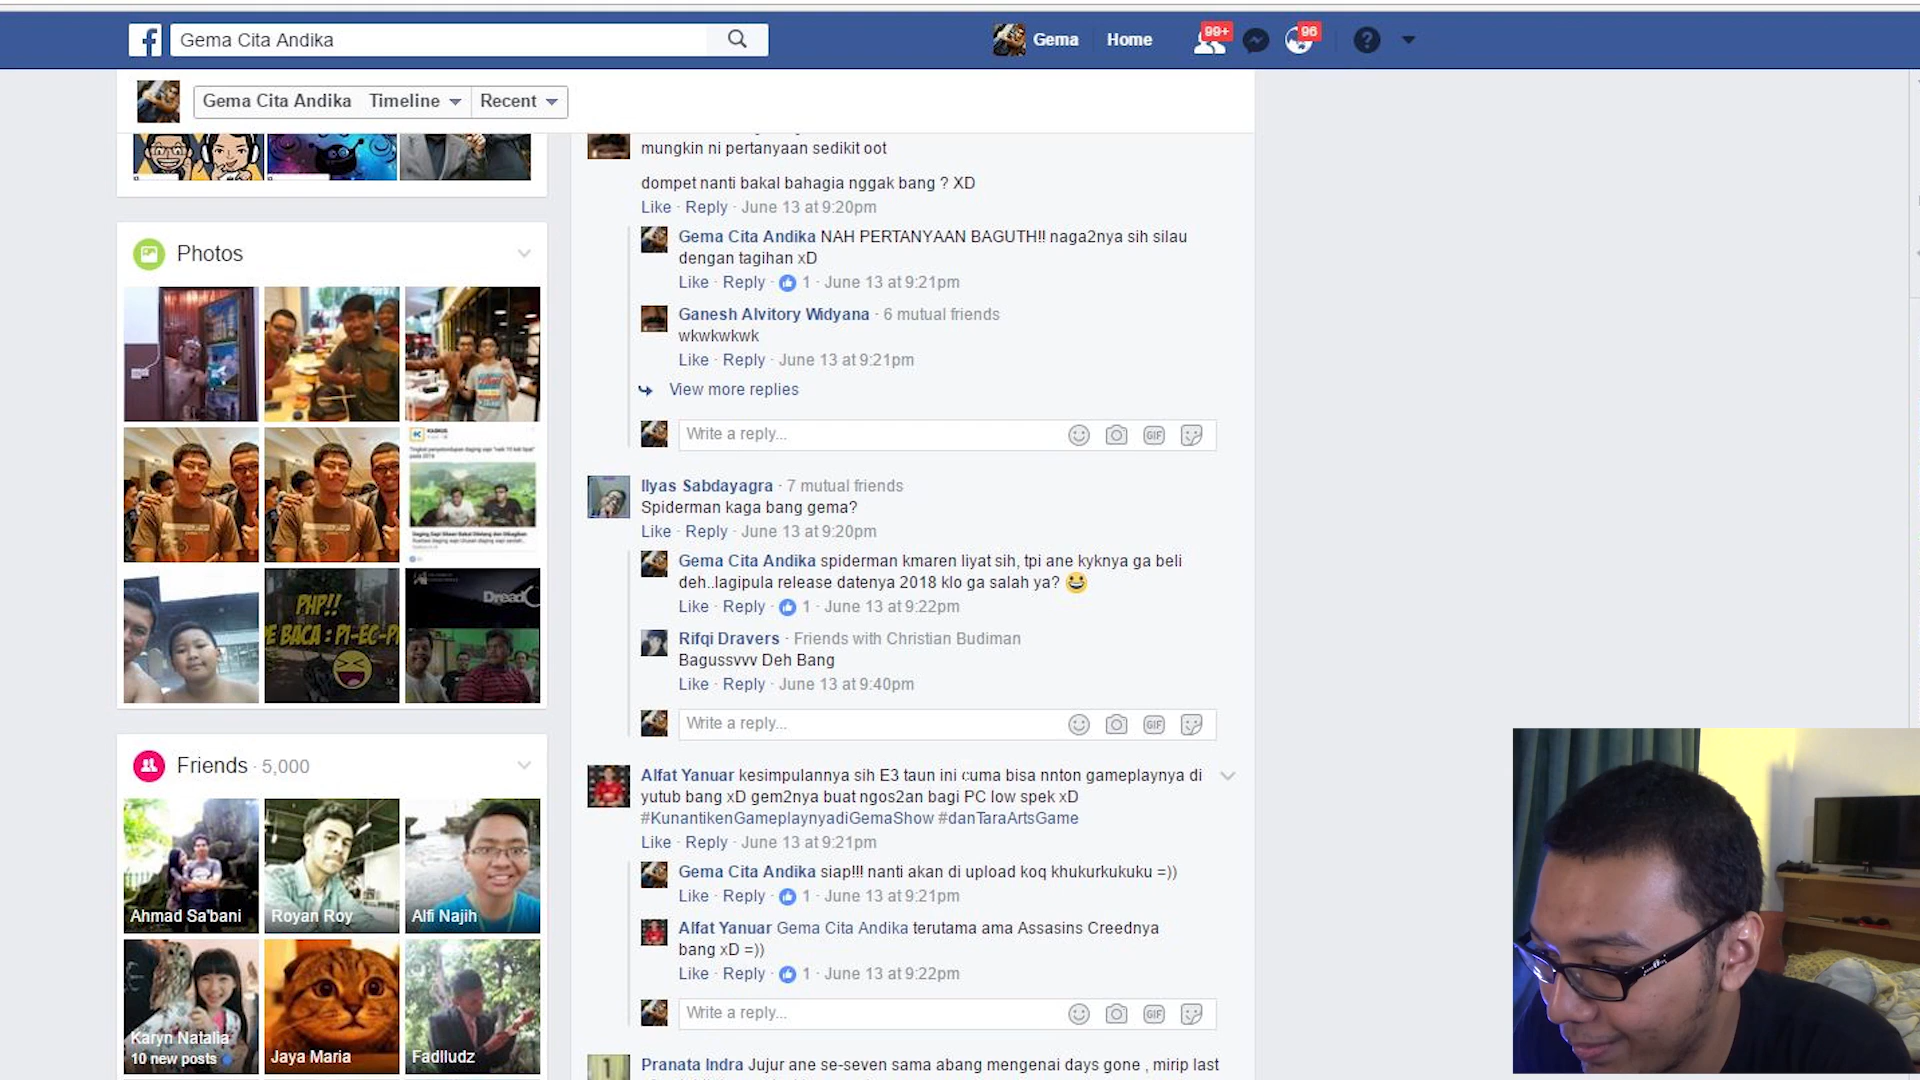 Gema Cita Andika
Gema
Home
99+
96
Gema Cita Andika Timeline Recent
mungkin ni pertanyaan sedikit oot
dompet nanti bakal bahagia nggak bang ? XD
Like · Reply · June 13 at 9:20pm
Gema Cita Andika NAH PERTANYAAN BAGUTH!! naga2nya sih silau
dengan tagihan xD
Like · Reply · 1 · June 13 at 9:21pm
Ganesh Alvitory Widyana · 6 mutual friends
wkwkwkwk
Like · Reply · June 13 at 9:21pm
View more replies
Write a reply...
GIF
Ilyas Sabdayagra · 7 mutual friends
Spiderman kaga bang gema?
Like · Reply · June 13 at 9:20pm
Gema Cita Andika spiderman kmaren liyat sih, tpi ane kyknya ga beli
deh..lagipula release datenya 2018 klo ga salah ya?
Like · Reply · 1 · June 13 at 9:22pm
Rifqi Dravers · Friends with Christian Budiman
Bagussvvv Deh Bang
Like · Reply · June 13 at 9:40pm
Write a reply...
GIF
Alfat Yanuar kesimpulannya sih E3 taun ini cuma bisa nnton gameplaynya di
yutub bang xD gem2nya buat ngos2an bagi PC low spek xD
#KunantikenGameplaynyadiGemaShow #danTaraArtsGame
Like · Reply · June 13 at 9:21pm
Gema Cita Andika siap!!! nanti akan di upload koq khukurkukuku =))
Like · Reply · 1 · June 13 at 9:21pm
Alfat Yanuar Gema Cita Andika terutama ama Assasins Creednya
bang xD =))
Like · Reply · 1 · June 13 at 9:22pm
Write a reply...
GIF
Pranata Indra Jujur ane se-seven sama abang mengenai days gone , mirip last
Photos
KASKUS
PHP!!
E BACA : PI-EC-P
Dread
Friends · 5,000
Ahmad Sa'bani
Royan Roy
Alfi Najih
Karyn Natalia
10 new posts
Jaya Maria
Fadlludz